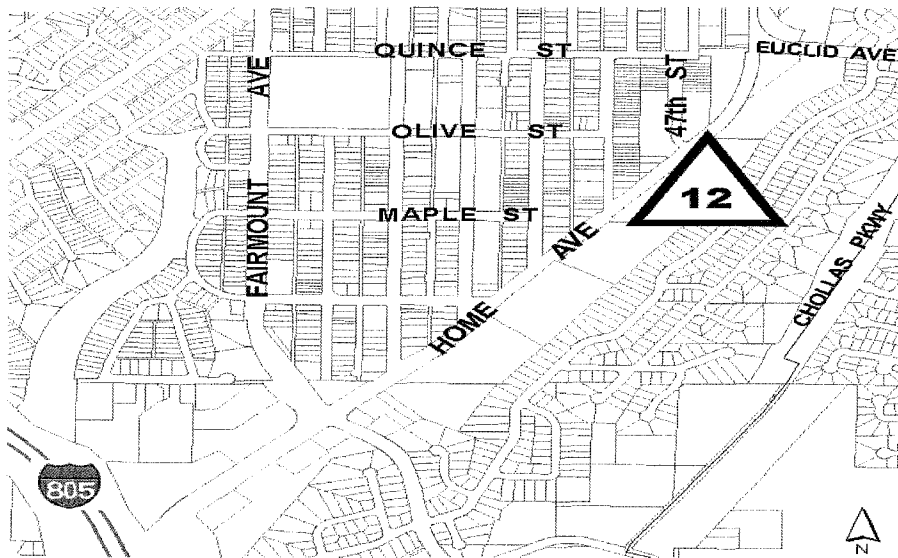 QUINCE ST
EUCLID AVE
AVE
47th ST
OLIVE ST
12
FAIRMOUNT
MAPLE ST
AVE
CHOLLAS PKWY
HOME
805
N